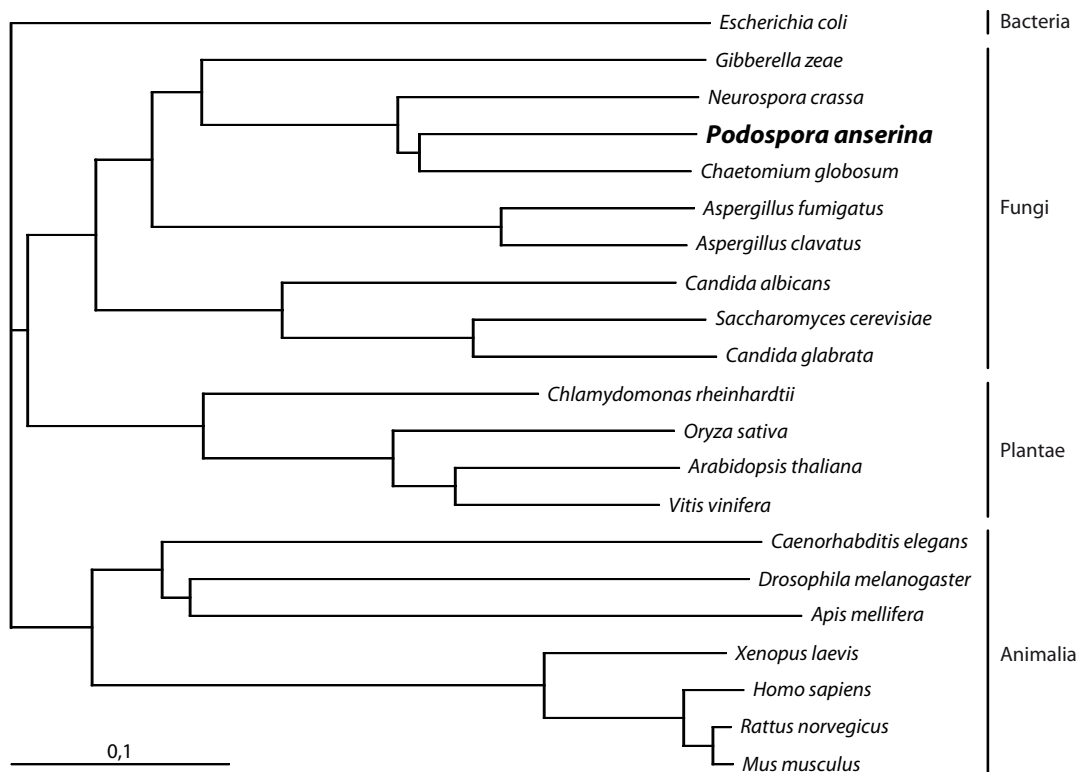 Escherichia coli
Bacteria
Gibberella zeae
Neurospora crassa
Podospora anserina
Chaetomium globosum
Aspergillus fumigatus
Fungi
Aspergillus clavatus
Candida albicans
Saccharomyces cerevisiae
Candida glabrata
Chlamydomonas rheinhardtii
Oryza sativa
Plantae
Arabidopsis thaliana
Vitis vinifera
Caenorhabditis elegans
Drosophila melanogaster
Apis mellifera
Xenopus laevis
Animalia
Homo sapiens
Rattus norvegicus
0,1
Mus musculus